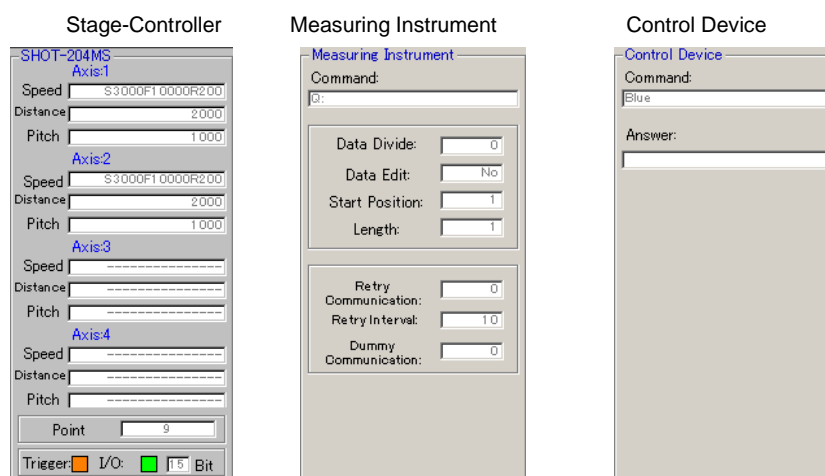 Stage-Controller
SHOT-204MS
Axis:1
Speed S3000F10000R200
Distance 2000
Pitch 1000
Axis:2
Speed S3000F10000R200
Distance 2000
Pitch 1000
Axis:3
Speed ---------------
Distance ---------------
Pitch ---------------
Axis:4
Speed ---------------
Distance ---------------
Pitch ---------------
Point 9
Trigger: I/O: 15 Bit
Measuring Instrument
Measuring Instrument
Command:
Q:
Data Divide: 0
Data Edit: No
Start Position: 1
Length: 1
Retry
Communication: 0
Retry Interval: 10
Dummy
Communication: 0
Control Device
Control Device
Command:
Blue
Answer: